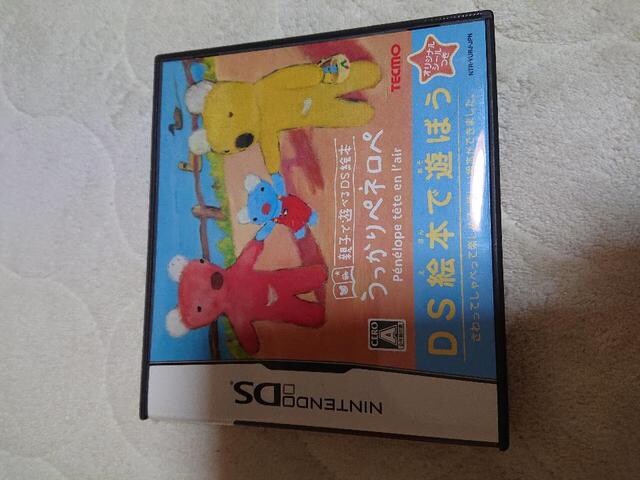 NINTENDO DS
TECMO
親子で遊べるDS絵本
うっかりペネロペ
Pénélope tête en l'air
CERO
A
オリジナル
シール
つき
NTR-YURJ-JPN
DS絵本で遊ぼう